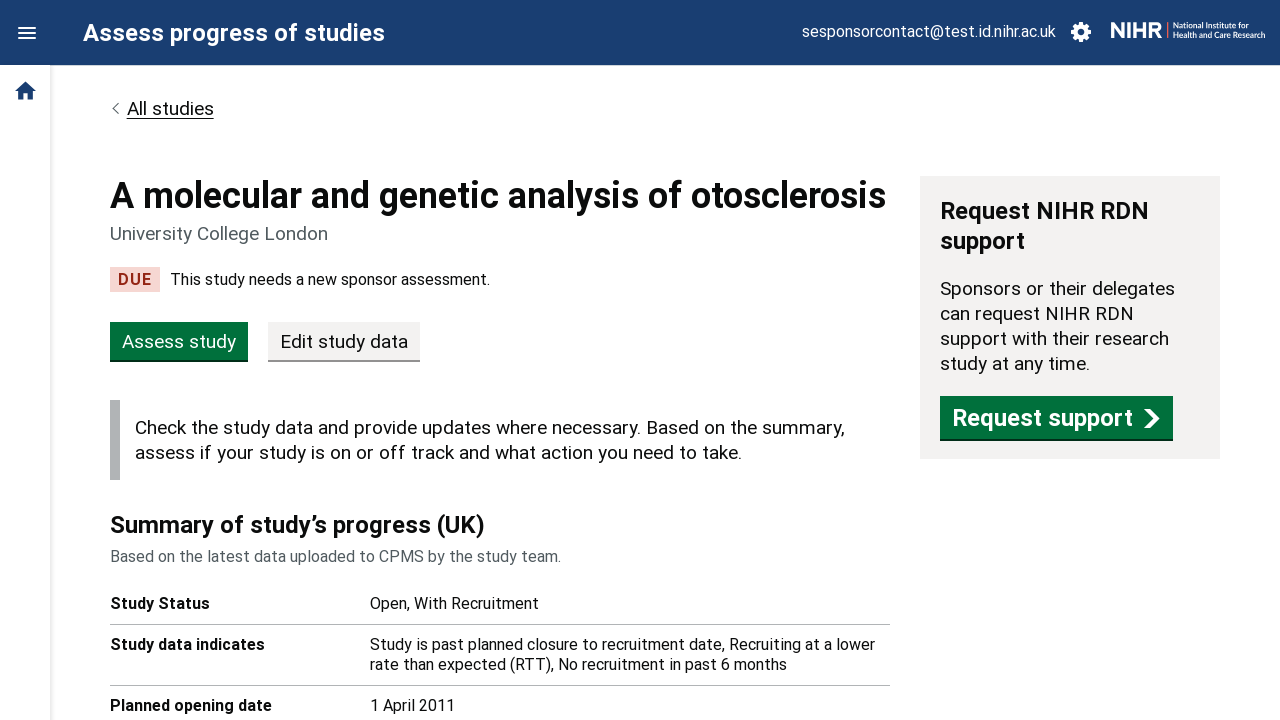 Assess progress of studies
sesponsorcontact@test.id.nihr.ac.uk
NIHR National Institute for
Health and Care Research
All studies
A molecular and genetic analysis of otosclerosis
University College London
DUE This study needs a new sponsor assessment.
Assess study
Edit study data
Check the study data and provide updates where necessary. Based on the summary,
assess if your study is on or off track and what action you need to take.
Summary of study’s progress (UK)
Based on the latest data uploaded to CPMS by the study team.
Study Status Open, With Recruitment
Study data indicates Study is past planned closure to recruitment date, Recruiting at a lower
rate than expected (RTT), No recruitment in past 6 months
Planned opening date 1 April 2011
Request NIHR RDN
support
Sponsors or their delegates
can request NIHR RDN
support with their research
study at any time.
Request support